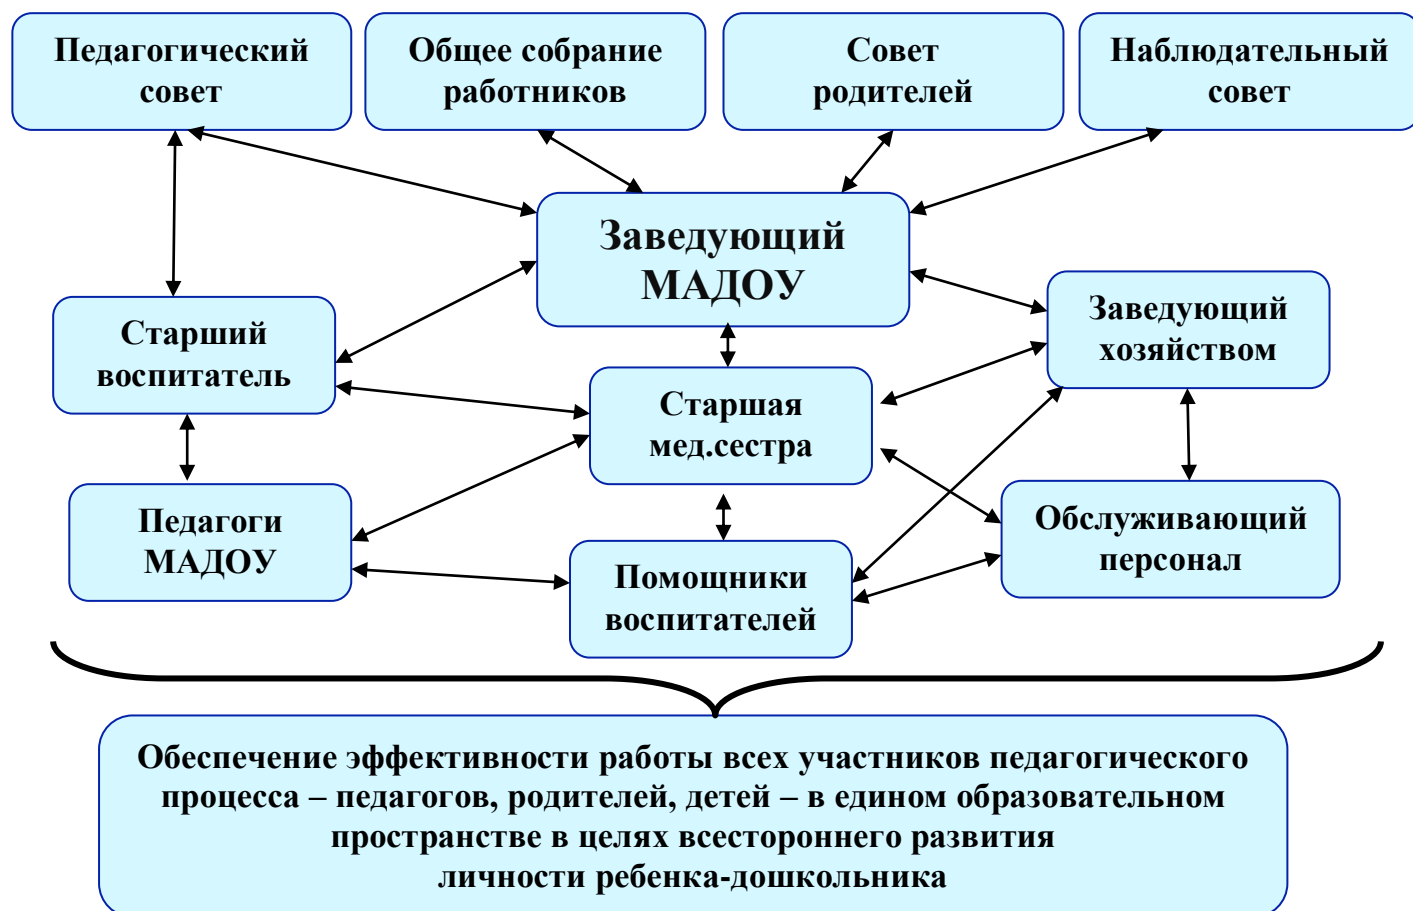 Педагогический
совет
Общее собрание
работников
Совет
родителей
Наблюдательный
совет
Заведующий
МАДОУ
Старший
воспитатель
Заведующий
хозяйством
Старшая
мед.сестра
Педагоги
МАДОУ
Обслуживающий
персонал
Помощники
воспитателей
Обеспечение эффективности работы всех участников педагогического
процесса – педагогов, родителей, детей – в едином образовательном
пространстве в целях всестороннего развития
личности ребенка-дошкольника